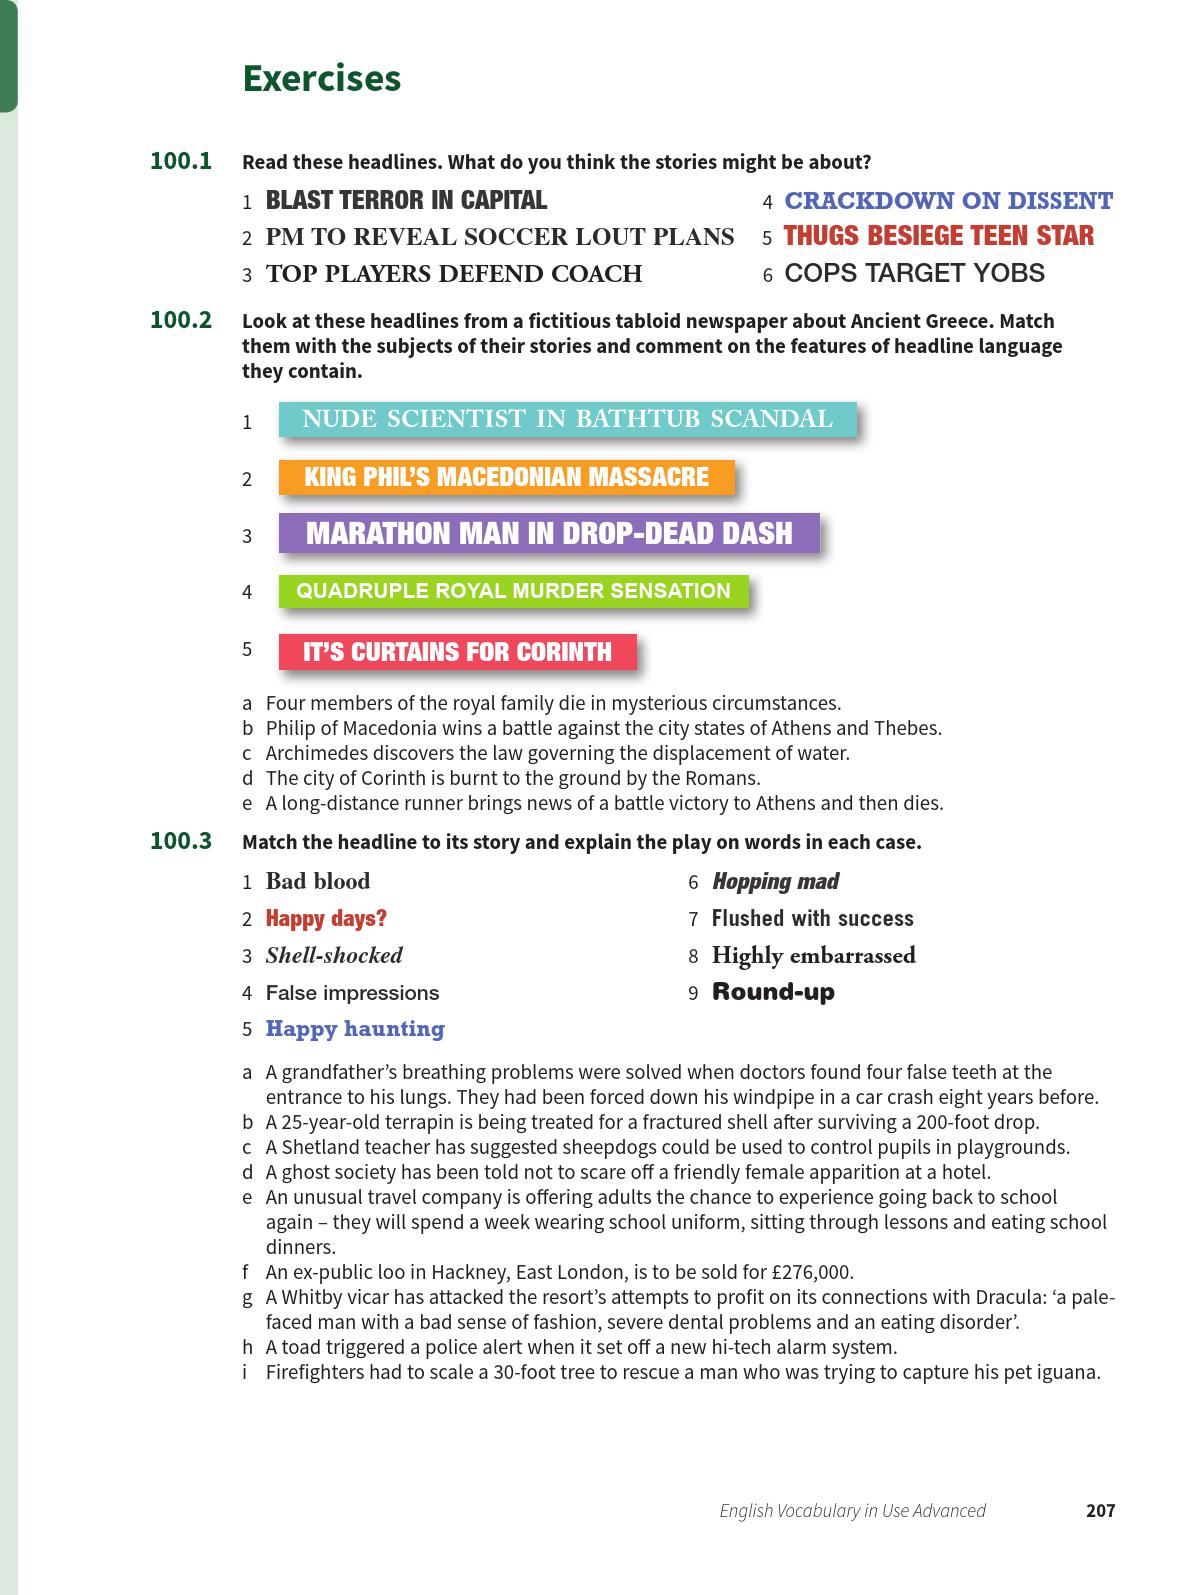 Exercises
100.1 Read these headlines. What do you think the stories might be about?
1 BLAST TERROR IN CAPITAL
2 PM TO REVEAL SOCCER LOUT PLANS
3 TOP PLAYERS DEFEND COACH
4 CRACKDOWN ON DISSENT
5 THUGS BESIEGE TEEN STAR
6 COPS TARGET YOBS
100.2 Look at these headlines from a fictitious tabloid newspaper about Ancient Greece. Match
them with the subjects of their stories and comment on the features of headline language
they contain.
1 NUDE SCIENTIST IN BATHTUB SCANDAL
2 KING PHIL'S MACEDONIAN MASSACRE
3 MARATHON MAN IN DROP-DEAD DASH
4 QUADRUPLE ROYAL MURDER SENSATION
5 IT'S CURTAINS FOR CORINTH
a Four members of the royal family die in mysterious circumstances.
b Philip of Macedonia wins a battle against the city states of Athens and Thebes.
c Archimedes discovers the law governing the displacement of water.
d The city of Corinth is burnt to the ground by the Romans.
e A long-distance runner brings news of a battle victory to Athens and then dies.
100.3 Match the headline to its story and explain the play on words in each case.
1 Bad blood
2 Happy days?
3 Shell-shocked
4 False impressions
5 Happy haunting
6 Hopping mad
7 Flushed with success
8 Highly embarrassed
9 Round-up
a A grandfather's breathing problems were solved when doctors found four false teeth at the
entrance to his lungs. They had been forced down his windpipe in a car crash eight years before.
b A 25-year-old terrapin is being treated for a fractured shell after surviving a 200-foot drop.
c A Shetland teacher has suggested sheepdogs could be used to control pupils in playgrounds.
d A ghost society has been told not to scare off a friendly female apparition at a hotel.
e An unusual travel company is offering adults the chance to experience going back to school
again – they will spend a week wearing school uniform, sitting through lessons and eating school
dinners.
f An ex-public loo in Hackney, East London, is to be sold for £276,000.
g A Whitby vicar has attacked the resort's attempts to profit on its connections with Dracula: 'a pale-
faced man with a bad sense of fashion, severe dental problems and an eating disorder'.
h A toad triggered a police alert when it set off a new hi-tech alarm system.
i Firefighters had to scale a 30-foot tree to rescue a man who was trying to capture his pet iguana.
English Vocabulary in Use Advanced 207